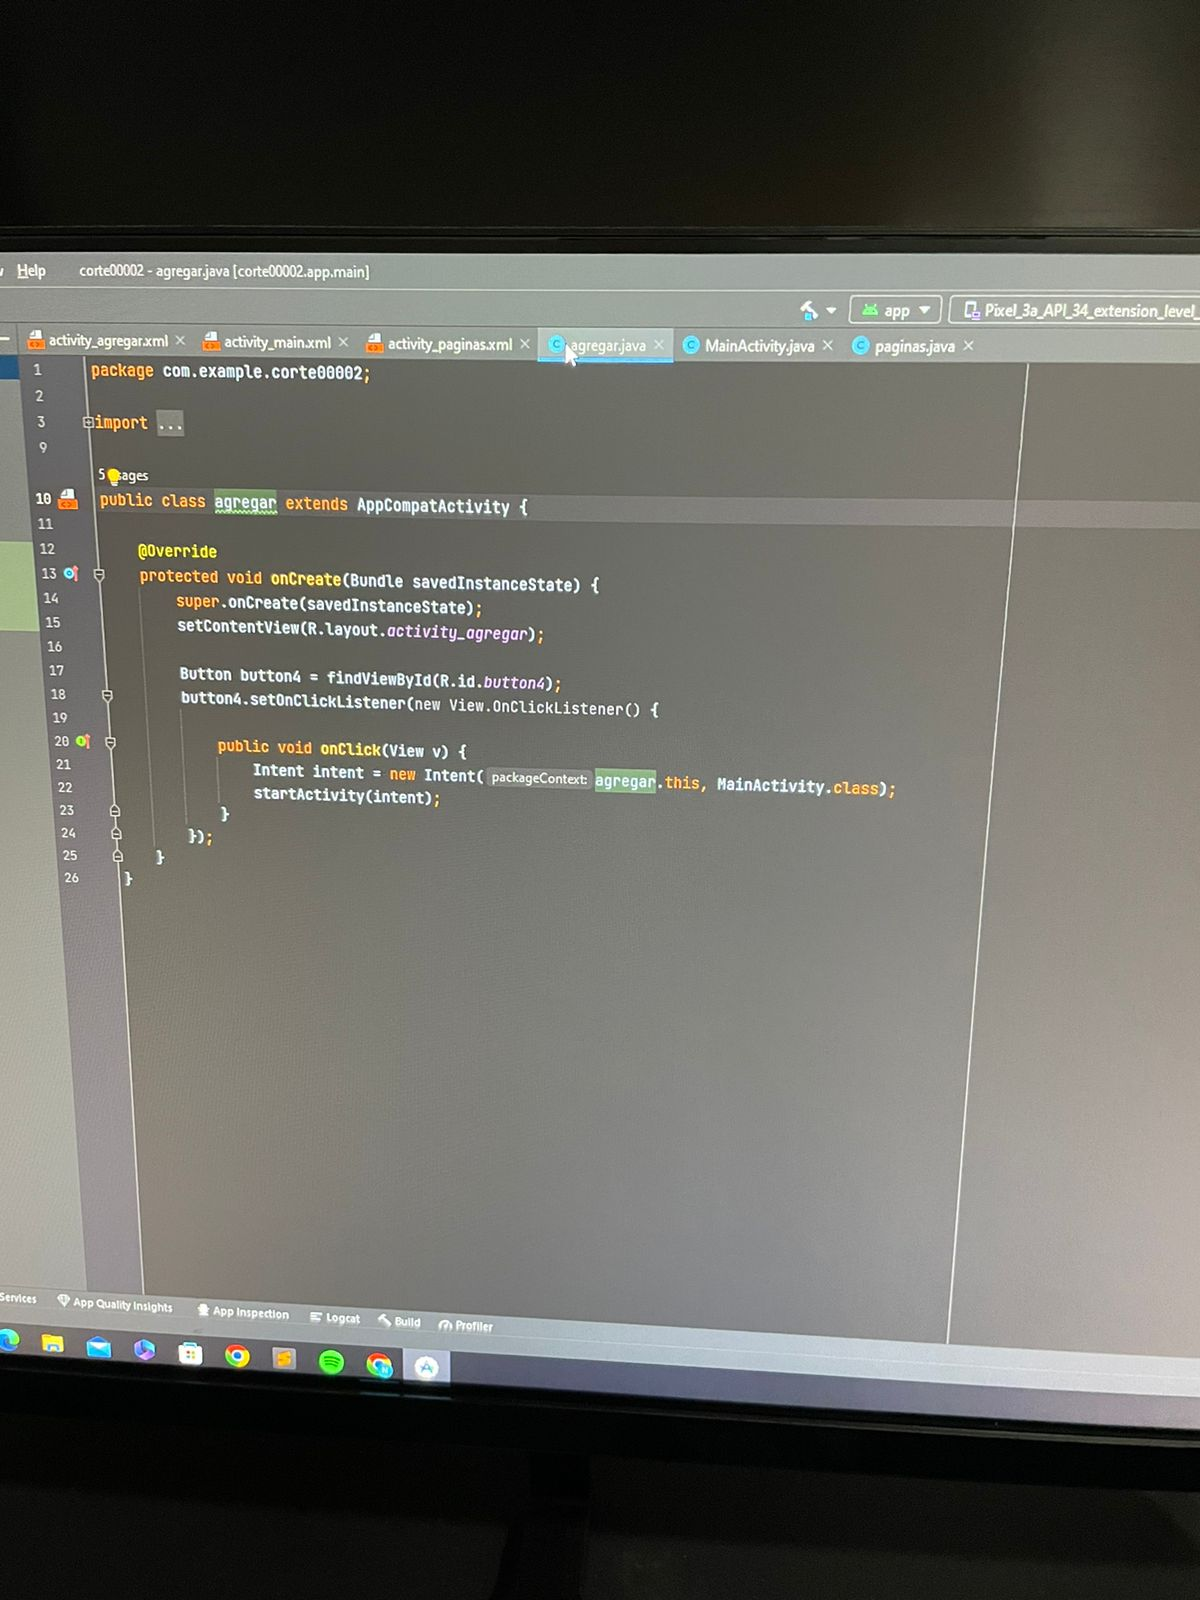 Help corte00002 - agregar.java [corte00002.app.main]
app Pixel_3a_API_34_extension_level_
activity_agregar.xml activity_main.xml activity_paginas.xml agregar.java MainActivity.java paginas.java
1 package com.example.corte00002;
2
3 import ...
9
5 sages
10 public class agregar extends AppCompatActivity {
11
12 @Override
13 protected void onCreate(Bundle savedInstanceState) {
14 super.onCreate(savedInstanceState);
15 setContentView(R.layout.activity_agregar);
16
17 Button button4 = findViewById(R.id.button4);
18 button4.setOnClickListener(new View.OnClickListener() {
19
20 public void onClick(View v) {
21 Intent intent = new Intent( packageContext: agregar.this, MainActivity.class);
22 startActivity(intent);
23 }
24 });
25 }
26 }
Services App Quality Insights App Inspection Logcat Build Profiler